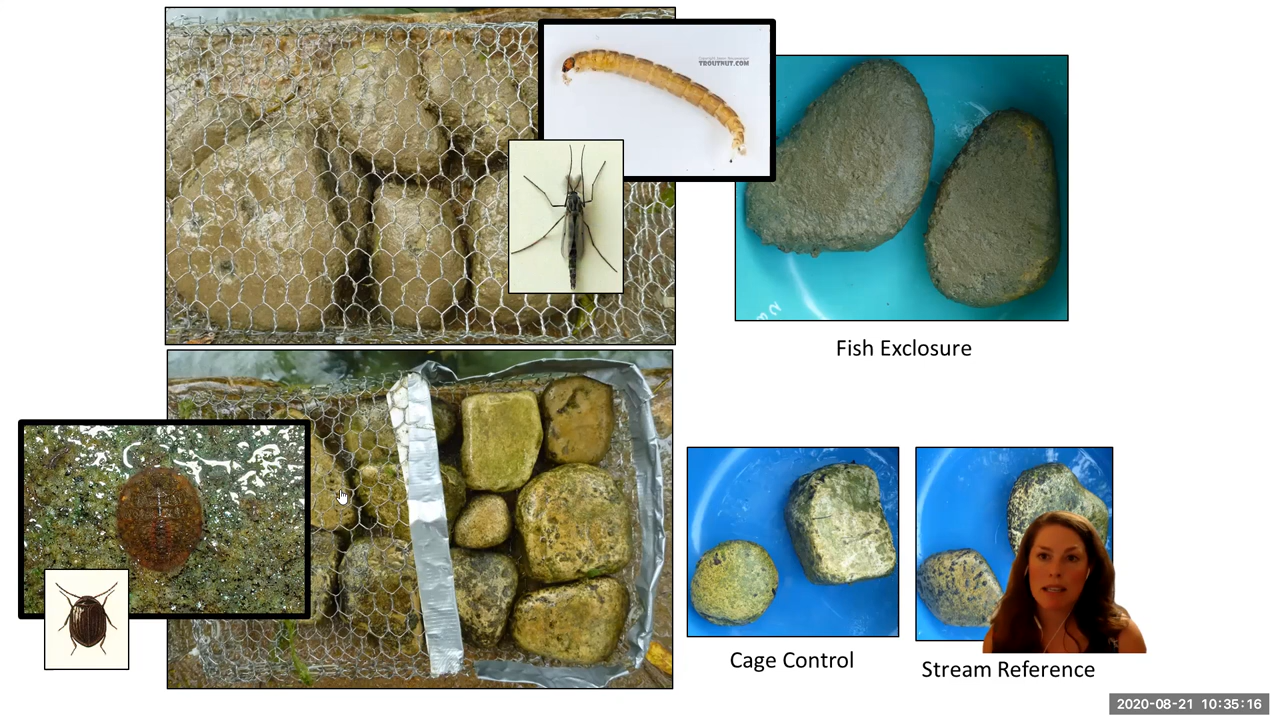 TROUTNUT.COM
Fish Exclosure
Cage Control
Stream Reference
2020-08-21 10:35:16